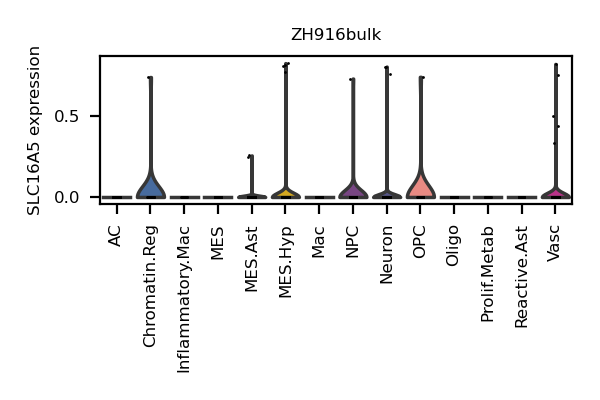 ZH916bulk
SLC16A5 expression
0.5
0.0
AC
Chromatin.Reg
Inflammatory.Mac
MES
MES.Ast
MES.Hyp
Mac
NPC
Neuron
OPC
Oligo
Prolif.Metab
Reactive.Ast
Vasc